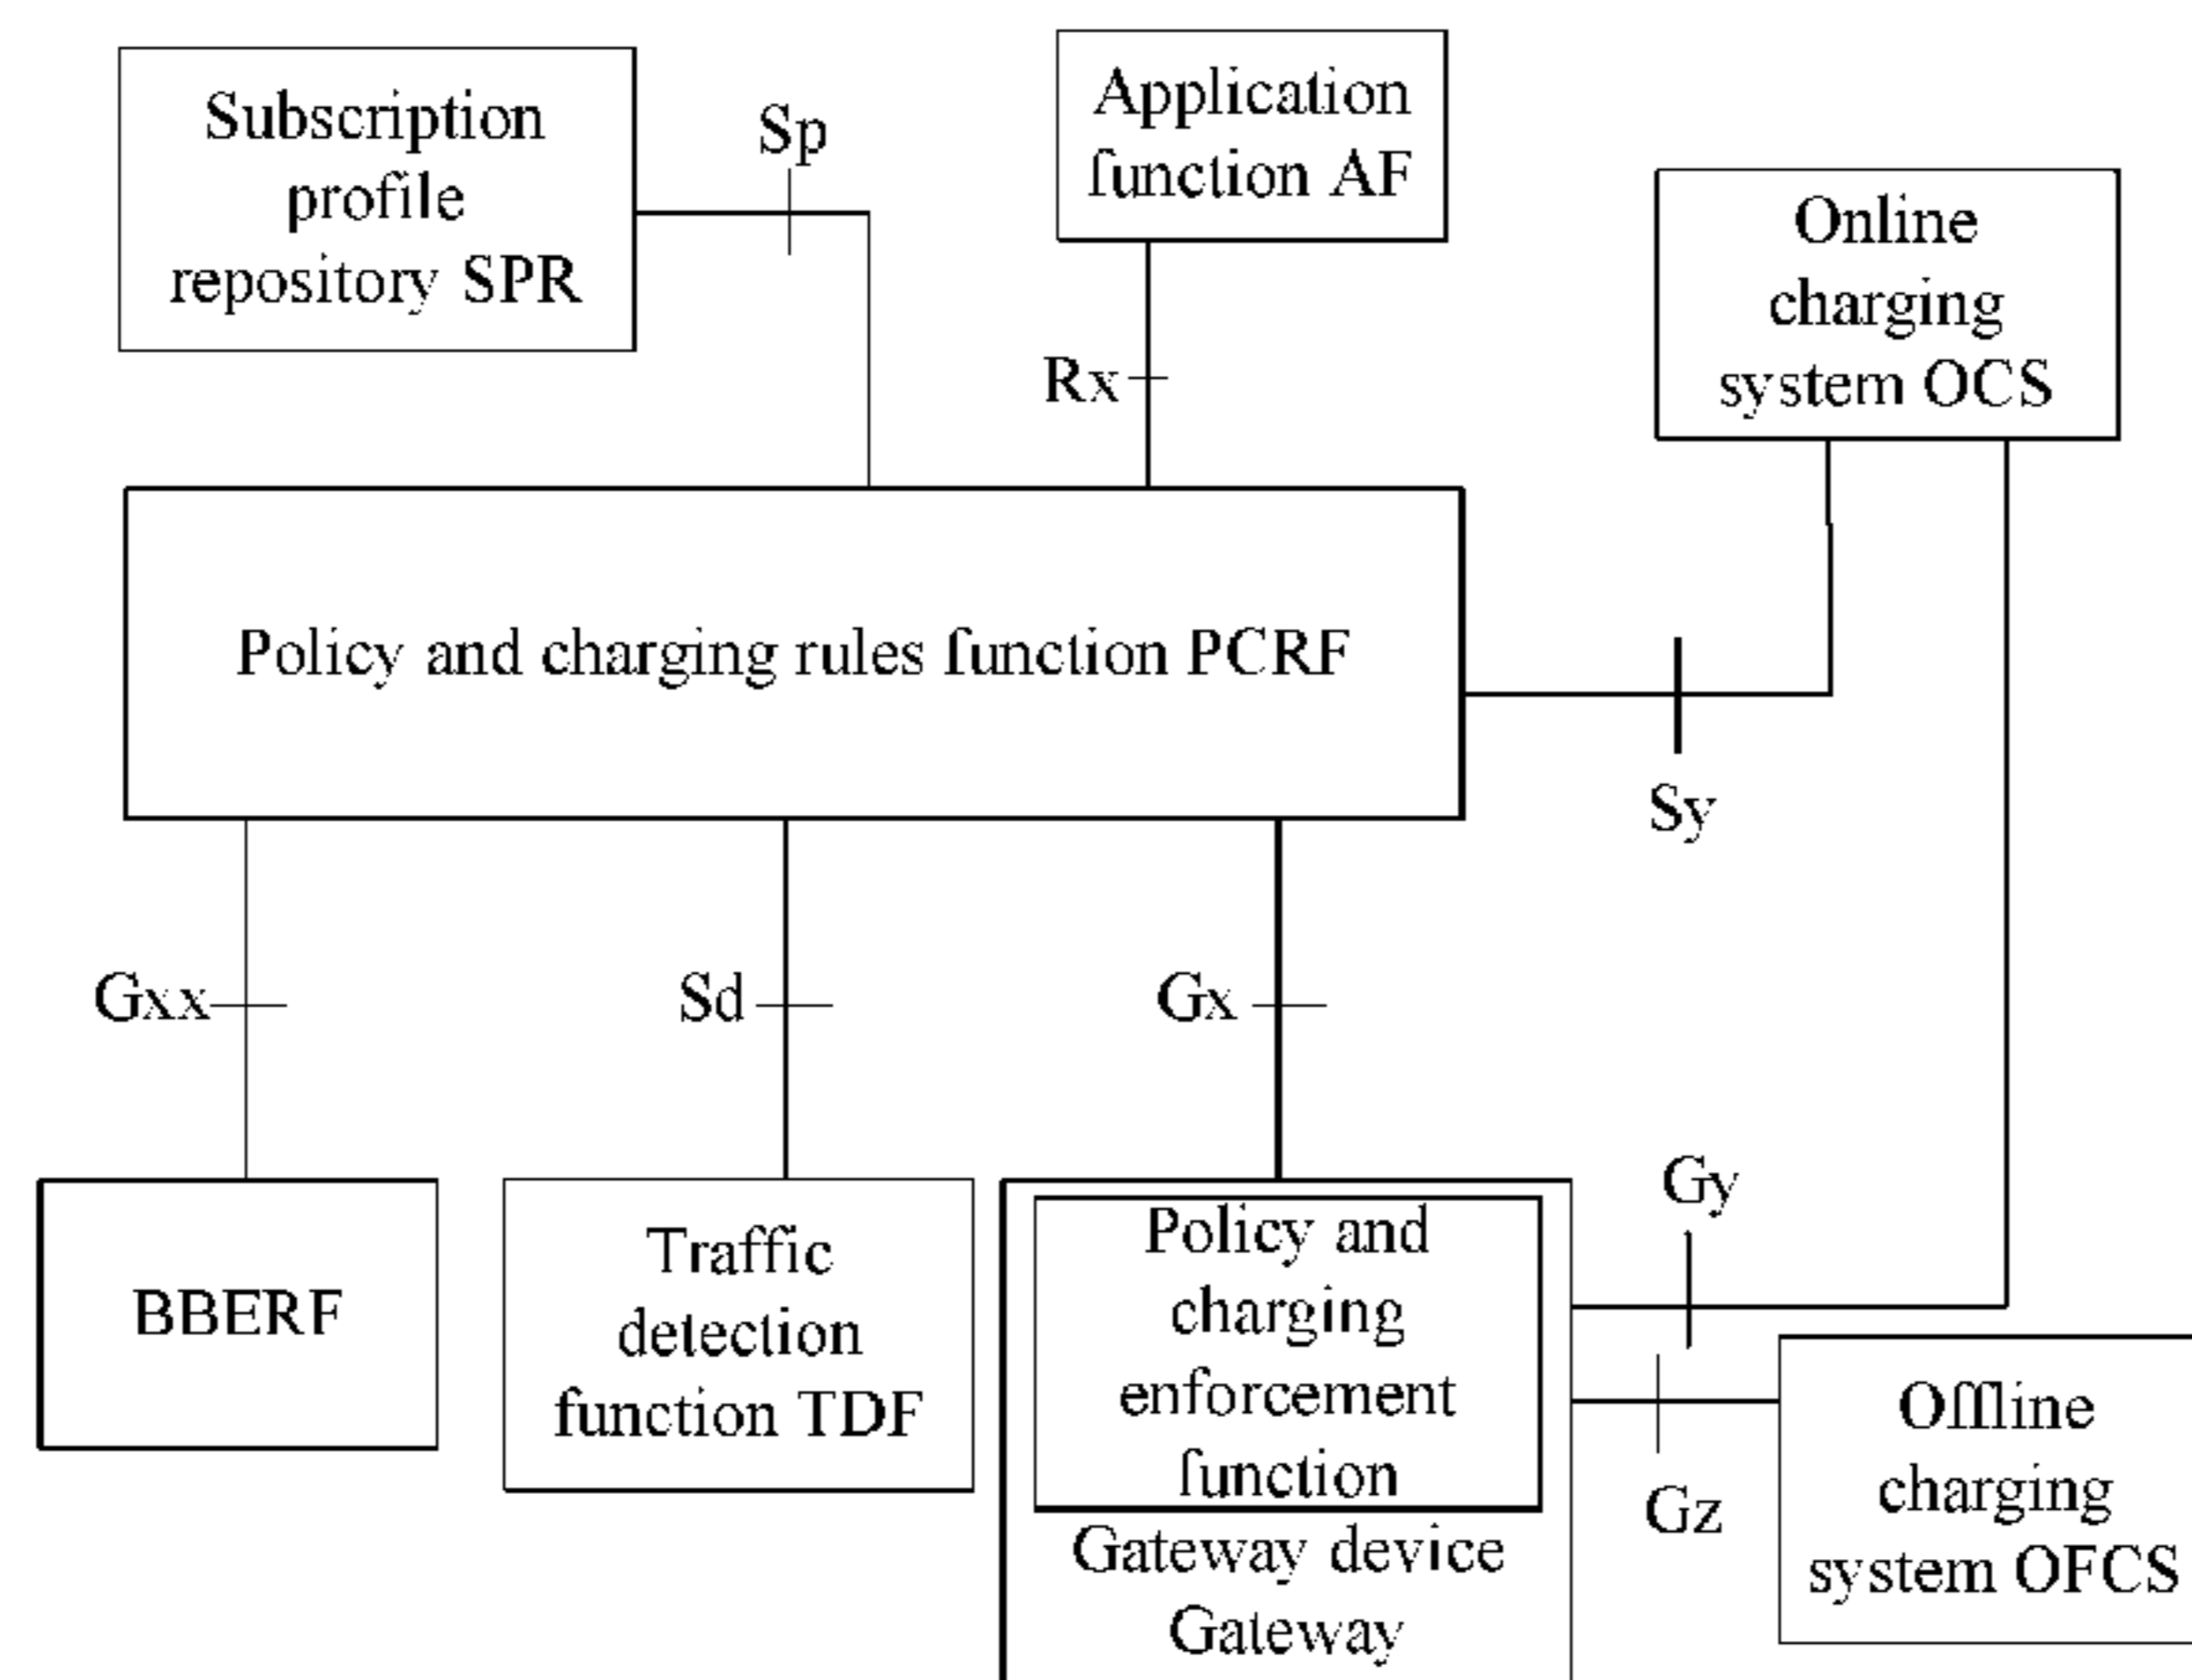 Subscription
profile
repository SPR
Sp
Application
function AF
Rx
Online
charging
system OCS
Policy and charging rules function PCRF
Sy
Gxx
Sd
Gx
BBERF
Traffic
detection
function TDF
Policy and
charging
enforcement
function
Gateway device
Gateway
Gy
Gz
Offline
charging
system OFCS